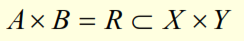 A × B = R ⊂ X × Y